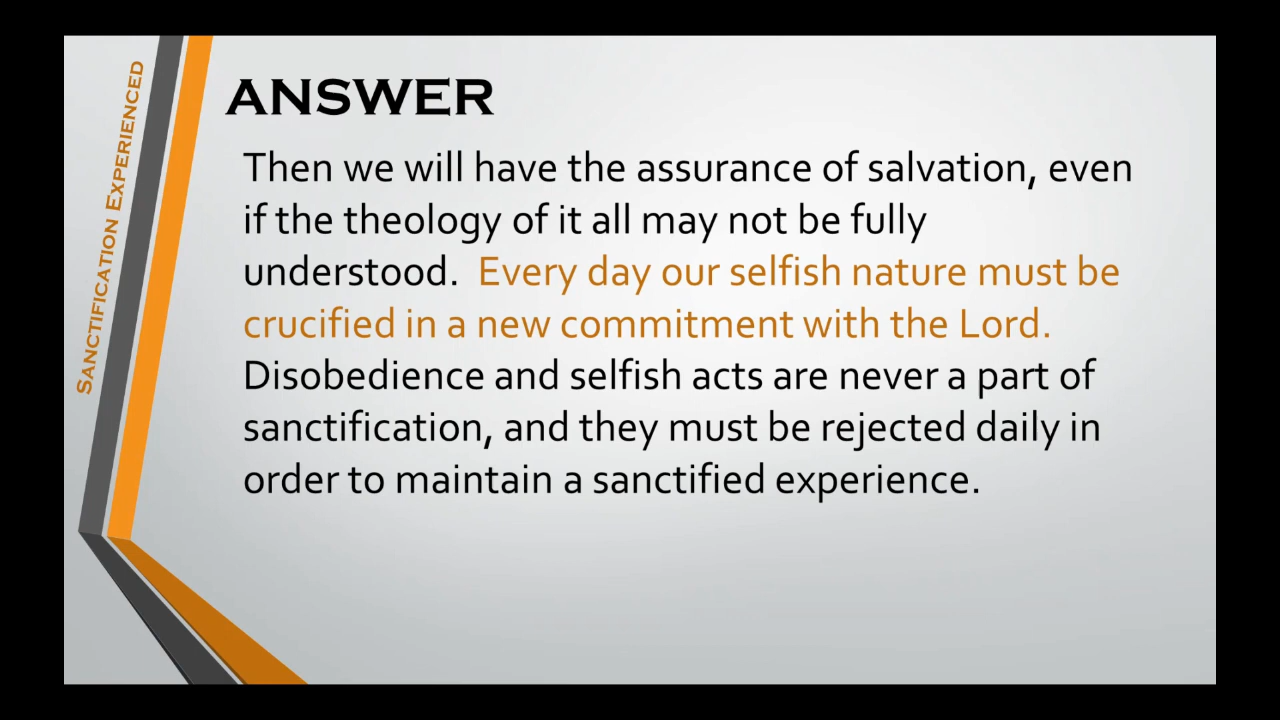 Sanctification Experienced
ANSWER
Then we will have the assurance of salvation, even
if the theology of it all may not be fully
understood.  Every day our selfish nature must be
crucified in a new commitment with the Lord.
Disobedience and selfish acts are never a part of
sanctification, and they must be rejected daily in
order to maintain a sanctified experience.